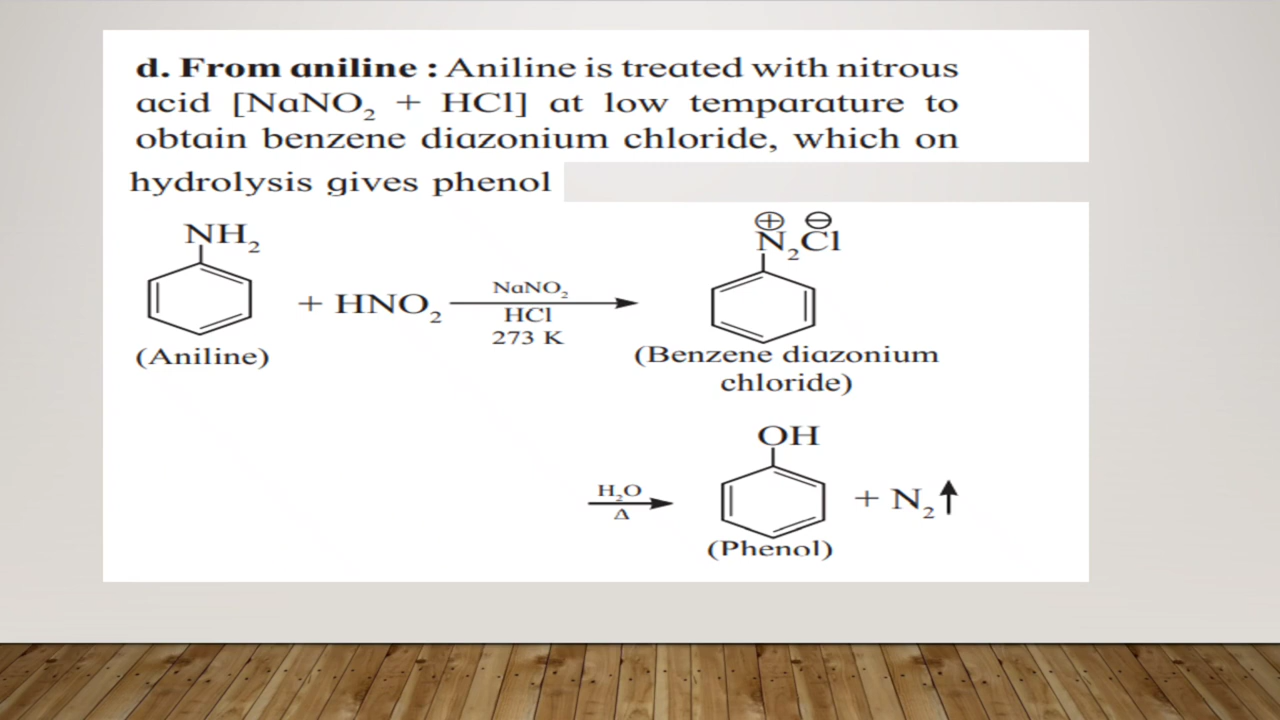 d. From aniline : Aniline is treated with nitrous
acid [NaNO₂ + HCl] at low temparature to
obtain benzene diazonium chloride, which on
hydrolysis gives phenol
NH₂
+ HNO₂
NaNO₂
HCl
273 K
(Aniline)
⊕ ⊖
N₂Cl
(Benzene diazonium
chloride)
H₂O
Δ
OH
+ N₂↑
(Phenol)